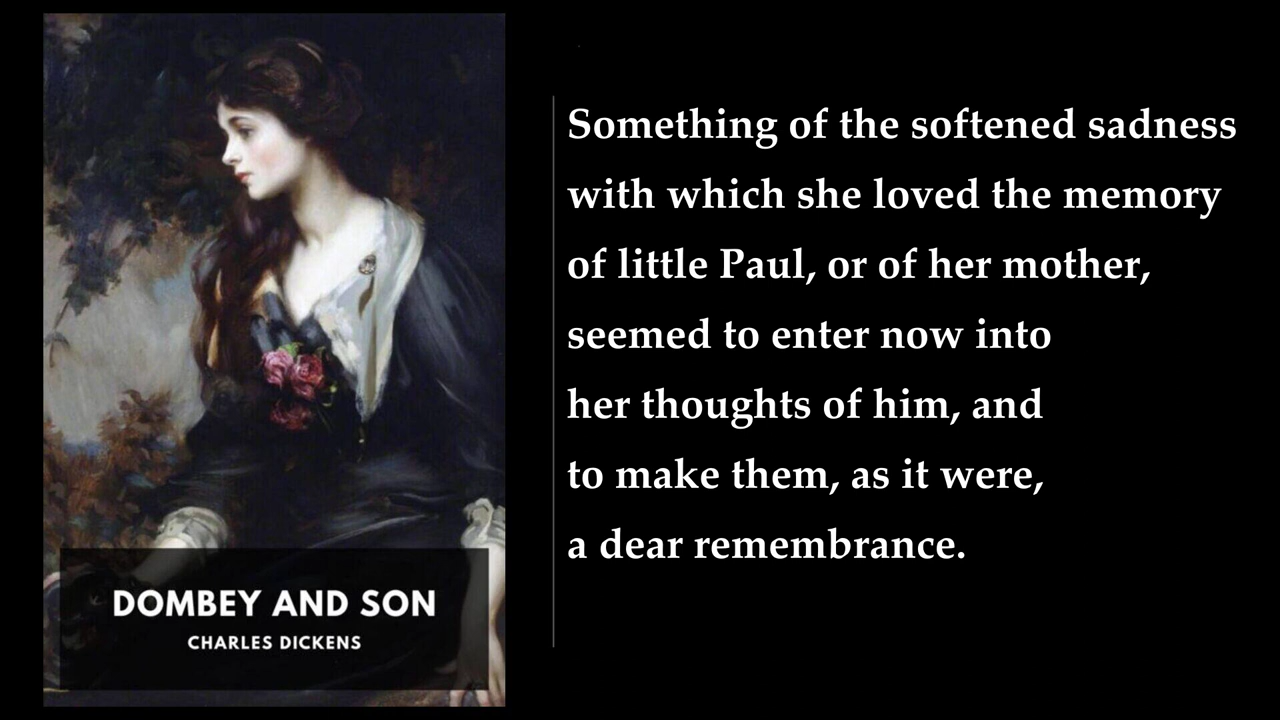 DOMBEY AND SON
CHARLES DICKENS
Something of the softened sadness
with which she loved the memory
of little Paul, or of her mother,
seemed to enter now into
her thoughts of him, and
to make them, as it were,
a dear remembrance.